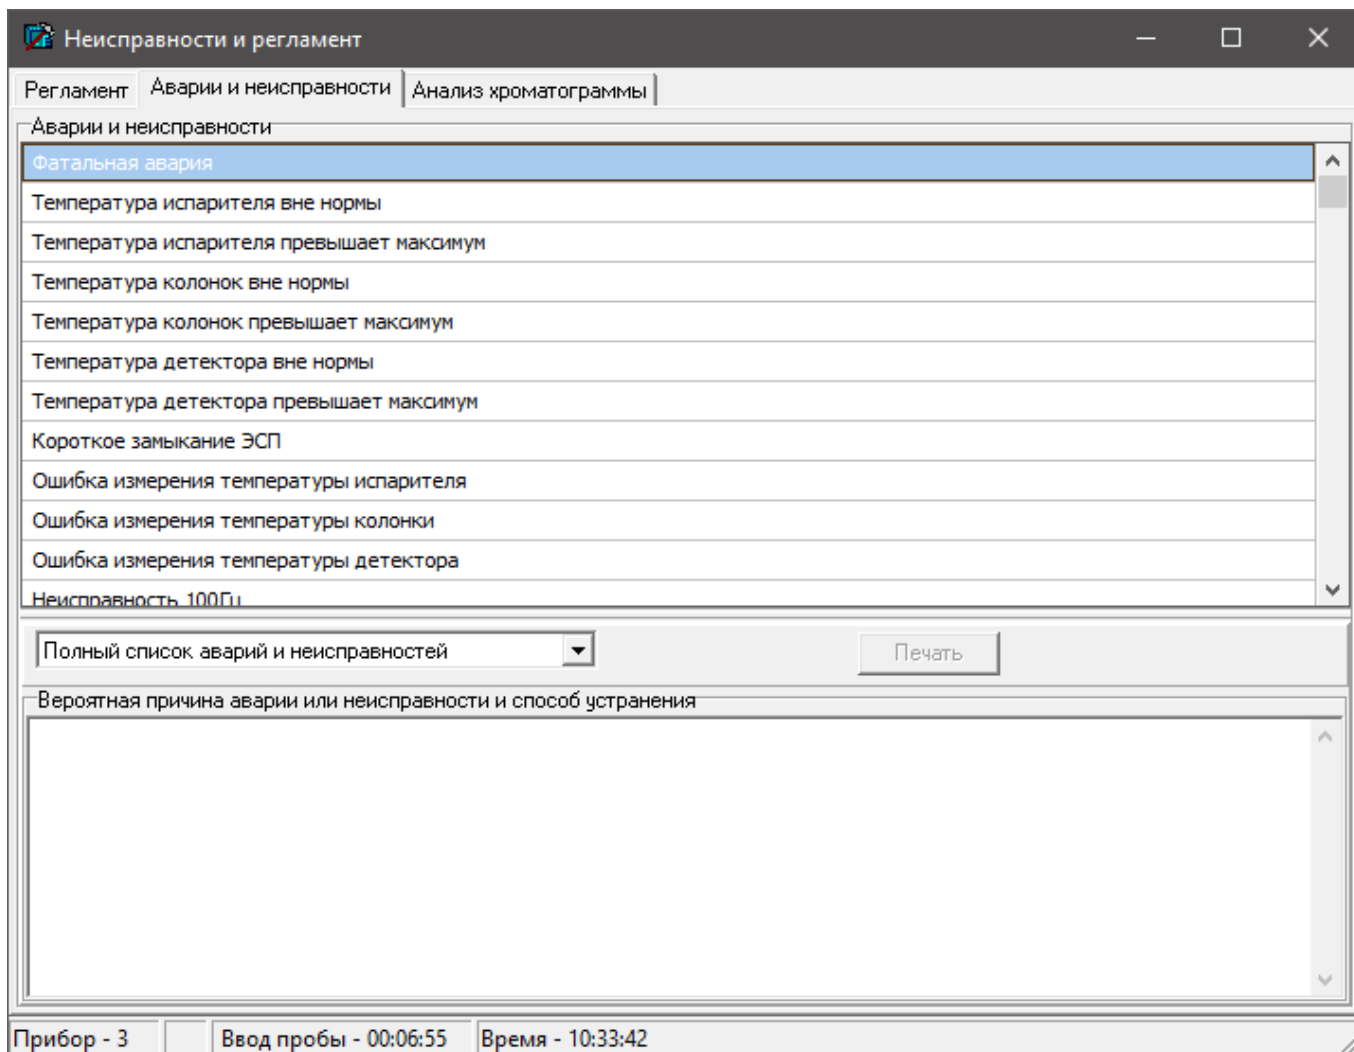 Неисправности и регламент
Регламент Аварии и неисправности Анализ хроматограммы
Аварии и неисправности
Фатальная авария
Температура испарителя вне нормы
Температура испарителя превышает максимум
Температура колонок вне нормы
Температура колонок превышает максимум
Температура детектора вне нормы
Температура детектора превышает максимум
Короткое замыкание ЭСП
Ошибка измерения температуры испарителя
Ошибка измерения температуры колонки
Ошибка измерения температуры детектора
Неисправность 100Гц
Полный список аварий и неисправностей Печать
Вероятная причина аварии или неисправности и способ устранения
Прибор - 3 Ввод пробы - 00:06:55 Время - 10:33:42